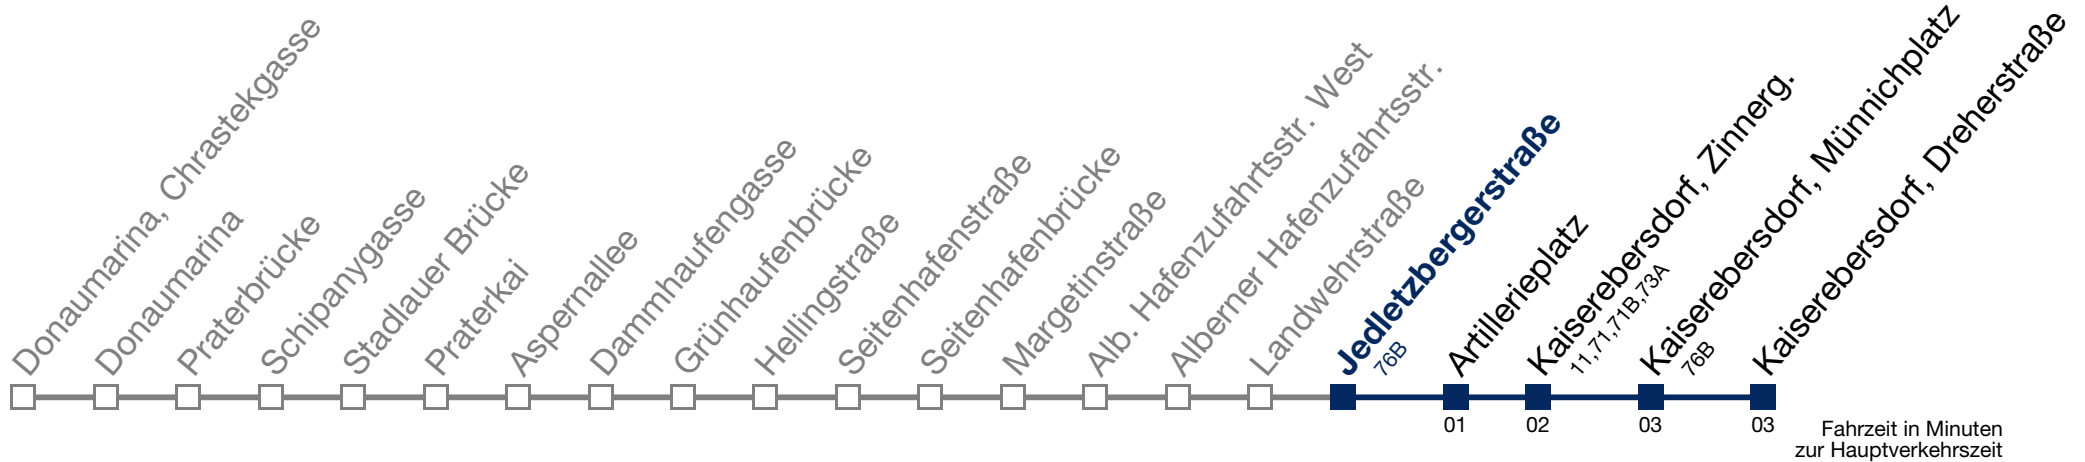 Donaumarina, Chrastekgasse
Donaumarina
Praterbrücke
Schipanygasse
Stadlauer Brücke
Praterkai
Aspernallee
Dammhaufengasse
Grünhaufenbrücke
Hellingstraße
Seitenhafenstraße
Seitenhafenbrücke
Margetinstraße
Alb. Hafenzufahrtsstr. West
Alberner Hafenzufahrtsstr.
Landwehrstraße
Jedletzbergerstraße
76B
Artillerieplatz
Kaiserebersdorf, Zinnerg.
11,71,71B,73A
Kaiserebersdorf, Münnichplatz
76B
Kaiserebersdorf, Dreherstraße
01
02
03
03
Fahrzeit in Minuten
zur Hauptverkehrszeit